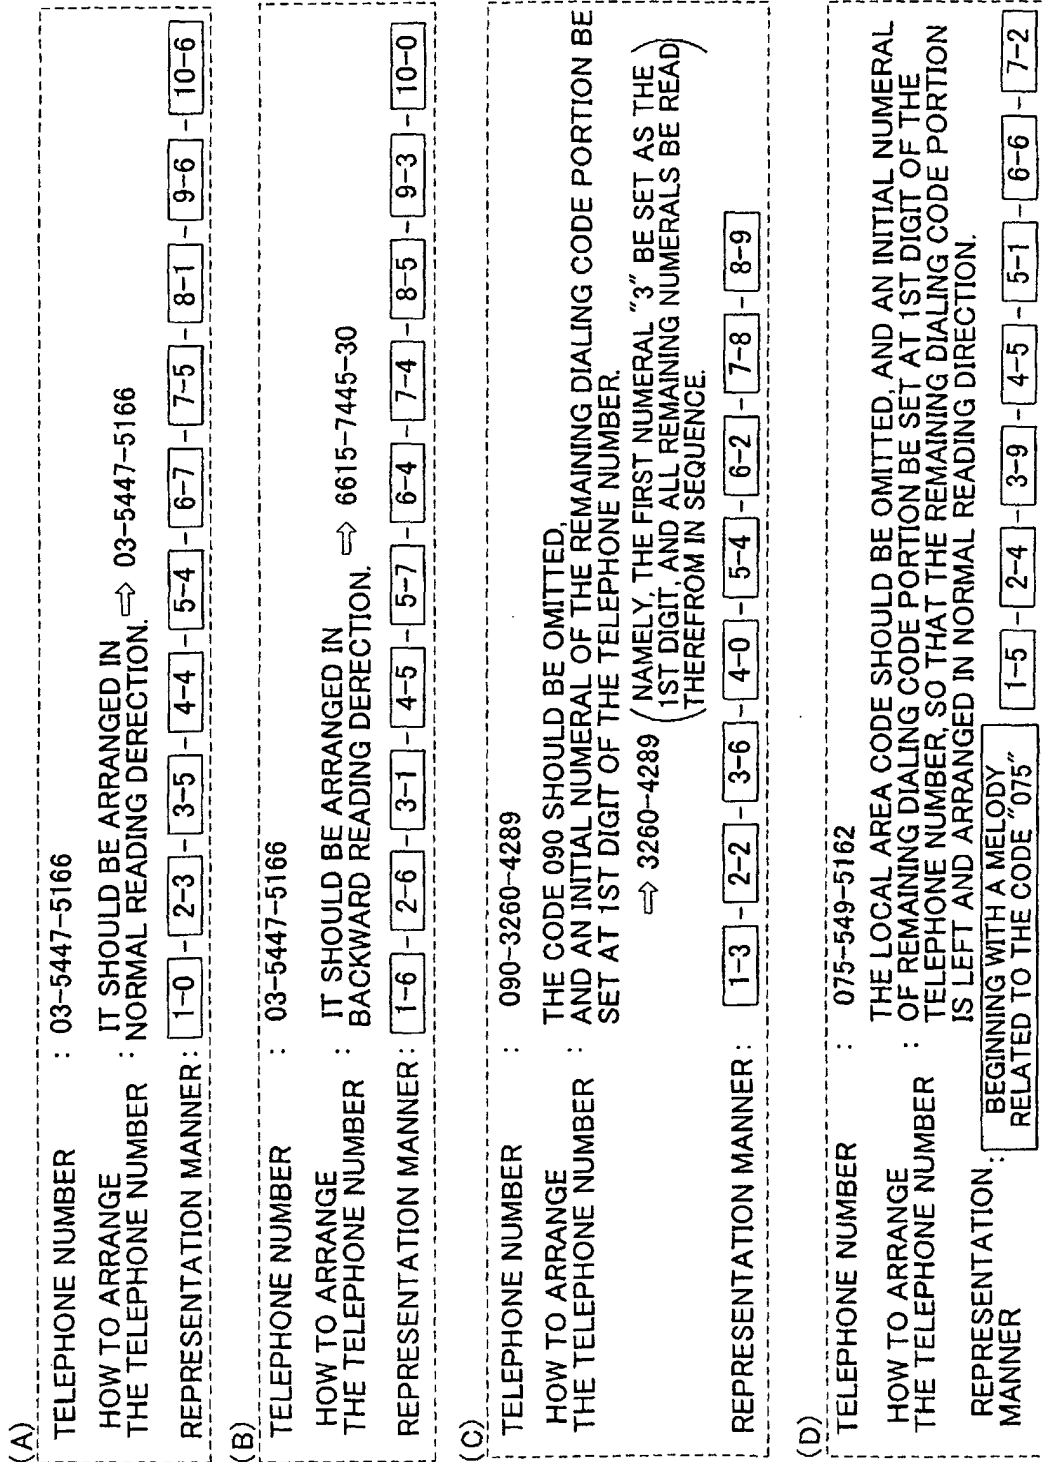 (A)
TELEPHONE NUMBER : 03-5447-5166
HOW TO ARRANGE
THE TELEPHONE NUMBER :
IT SHOULD BE ARRANGED IN
NORMAL READING DERECTION. ⇨ 03-5447-5166
REPRESENTATION MANNER: 1-0 - 2-3 - 3-5 - 4-4 - 5-4 - 6-7 - 7-5 - 8-1 - 9-6 - 10-6
(B)
TELEPHONE NUMBER : 03-5447-5166
HOW TO ARRANGE
THE TELEPHONE NUMBER :
IT SHOULD BE ARRANGED IN
BACKWARD READING DERECTION. ⇨ 6615-7445-30
REPRESENTATION MANNER: 1-6 - 2-6 - 3-1 - 4-5 - 5-7 - 6-4 - 7-4 - 8-5 - 9-3 - 10-0
(C)
TELEPHONE NUMBER : 090-3260-4289
HOW TO ARRANGE
THE TELEPHONE NUMBER :
THE CODE 090 SHOULD BE OMITTED,
AND AN INITIAL NUMERAL OF THE REMAINING DIALING CODE PORTION BE
SET AT 1ST DIGIT OF THE TELEPHONE NUMBER.
⇨ 3260-4289
(NAMELY, THE FIRST NUMERAL "3" BE SET AS THE
1ST DIGIT, AND ALL REMAINING NUMERALS BE READ
THEREFROM IN SEQUENCE.)
REPRESENTATION MANNER: 1-3 - 2-2 - 3-6 - 4-0 - 5-4 - 6-2 - 7-8 - 8-9
(D)
TELEPHONE NUMBER : 075-549-5162
HOW TO ARRANGE
THE TELEPHONE NUMBER :
THE LOCAL AREA CODE SHOULD BE OMITTED, AND AN INITIAL NUMERAL
OF REMAINING DIALING CODE PORTION BE SET AT 1ST DIGIT OF THE
TELEPHONE NUMBER, SO THAT THE REMAINING DIALING CODE PORTION
IS LEFT AND ARRANGED IN NORMAL READING DIRECTION.
REPRESENTATION :
MANNER
BEGINNING WITH A MELODY
RELATED TO THE CODE "075"
1-5 - 2-4 - 3-9 - 4-5 - 5-1 - 6-6 - 7-2